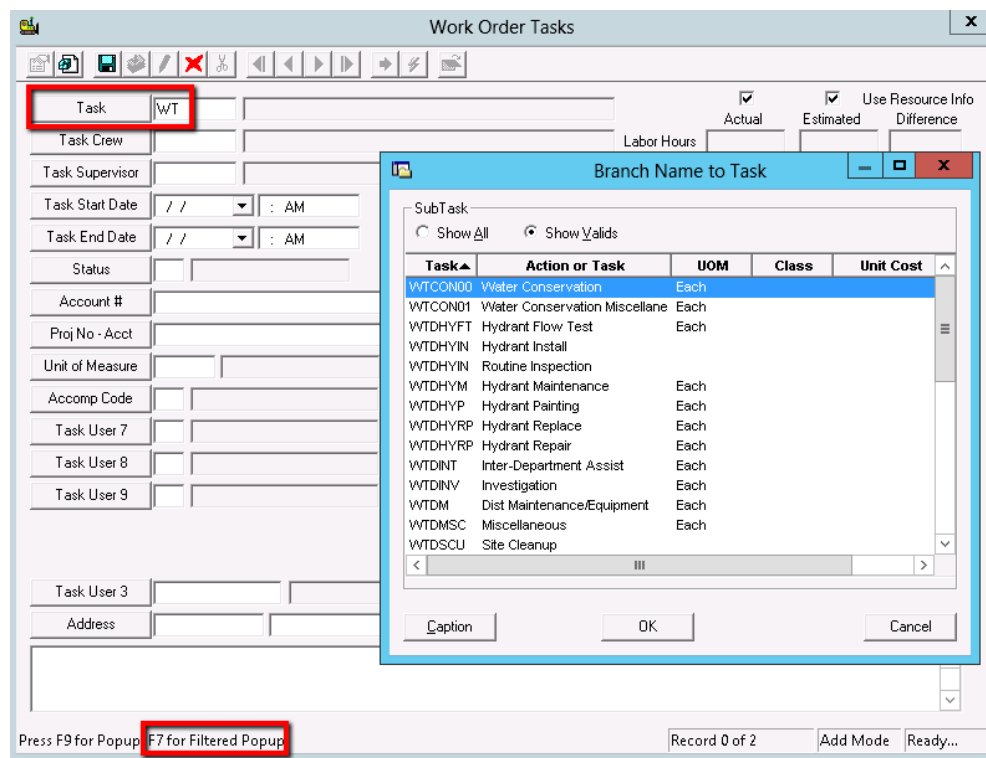 Work Order Tasks
x
Task WT
Use Resource Info
Actual Estimated Difference
Task Crew
Labor Hours
Task Supervisor
Task Start Date / / : AM
Task End Date / / : AM
Status
Account #
Proj No - Acct
Unit of Measure
Accomp Code
Task User 7
Task User 8
Task User 9
Task User 3
Address
Branch Name to Task
x
SubTask
Show All Show Valids
Task Action or Task UOM Class Unit Cost
WTCON00 Water Conservation Each
WTCON01 Water Conservation Miscellane Each
WTDHYFT Hydrant Flow Test Each
WTDHYIN Hydrant Install
WTDHYIN Routine Inspection
WTDHYM Hydrant Maintenance Each
WTDHYP Hydrant Painting Each
WTDHYRP Hydrant Replace Each
WTDHYRP Hydrant Repair Each
WTDINT Inter-Department Assist Each
WTDINV Investigation Each
WTDM Dist Maintenance/Equipment Each
WTDMSC Miscellaneous Each
WTDSCU Site Cleanup
Caption OK Cancel
Press F9 for Popup F7 for Filtered Popup Record 0 of 2 Add Mode Ready...